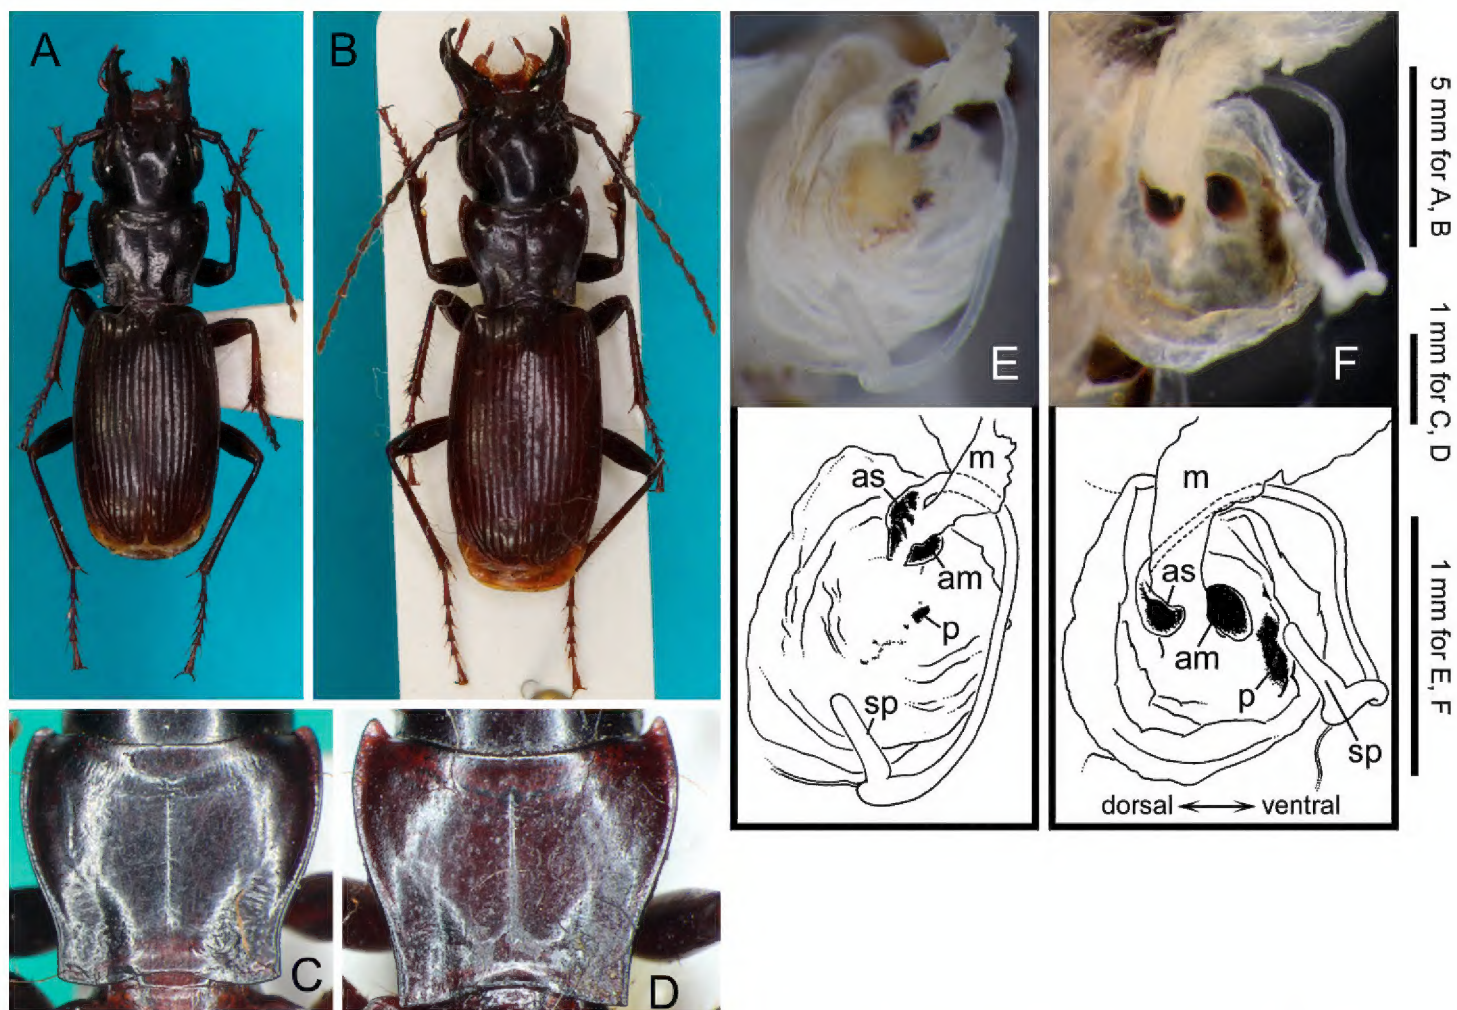 A
B
C
D
E
F
as
m
am
p
sp
m
as
am
p
sp
dorsal ventral
5 mm for A, B
1 mm for C, D
1 mm for E, F